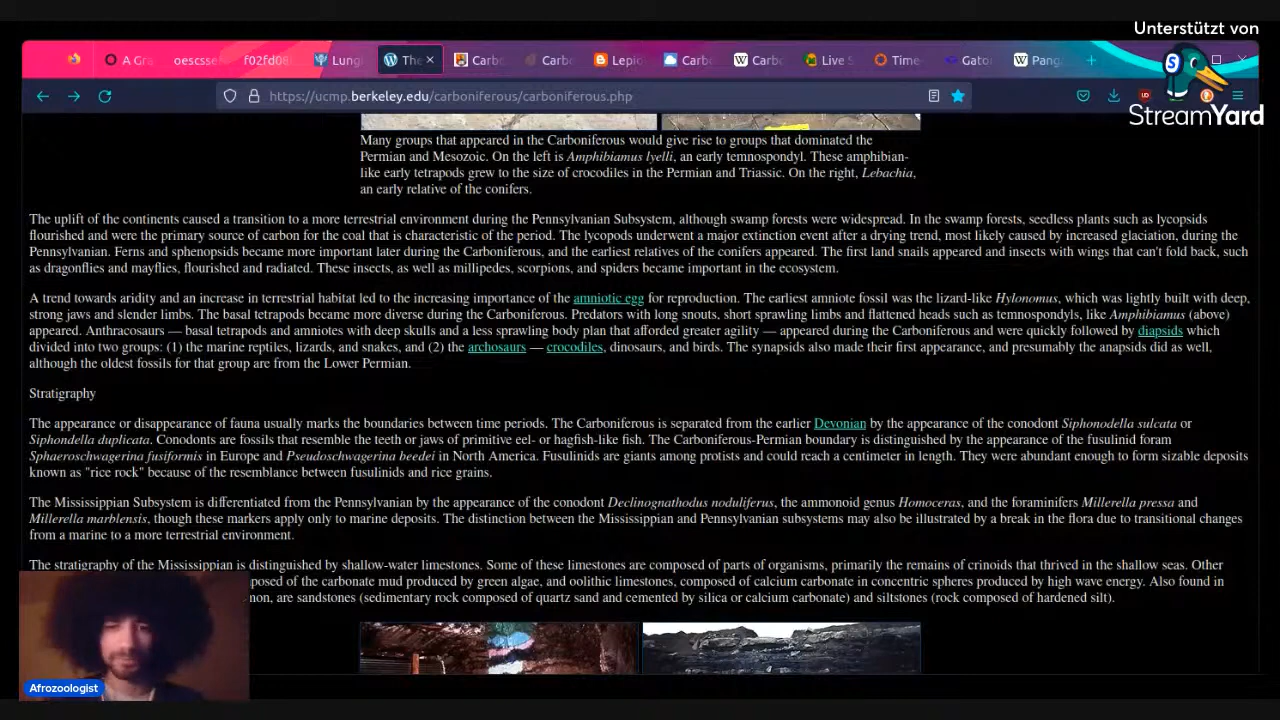 Unterstützt von
StreamYard
A Gra
oescsse
f02fd08
Lung
The
Carb
Carb
Lepio
Carb
Carb
Live S
Time
Gato
Pang
https://ucmp.berkeley.edu/carboniferous/carboniferous.php
Many groups that appeared in the Carboniferous would give rise to groups that dominated the
Permian and Mesozoic. On the left is Amphibiamus lyelli, an early temnospondyl. These amphibian-
like early tetrapods grew to the size of crocodiles in the Permian and Triassic. On the right, Lebachia,
an early relative of the conifers.
The uplift of the continents caused a transition to a more terrestrial environment during the Pennsylvanian Subsystem, although swamp forests were widespread. In the swamp forests, seedless plants such as lycopsids
flourished and were the primary source of carbon for the coal that is characteristic of the period. The lycopods underwent a major extinction event after a drying trend, most likely caused by increased glaciation, during the
Pennsylvanian. Ferns and sphenopsids became more important later during the Carboniferous, and the earliest relatives of the conifers appeared. The first land snails appeared and insects with wings that can't fold back, such
as dragonflies and mayflies, flourished and radiated. These insects, as well as millipedes, scorpions, and spiders became important in the ecosystem.
A trend towards aridity and an increase in terrestrial habitat led to the increasing importance of the amniotic egg for reproduction. The earliest amniote fossil was the lizard-like Hylonomus, which was lightly built with deep,
strong jaws and slender limbs. The basal tetrapods became more diverse during the Carboniferous. Predators with long snouts, short sprawling limbs and flattened heads such as temnospondyls, like Amphibamus (above)
appeared. Anthracosaurs — basal tetrapods and amniotes with deep skulls and a less sprawling body plan that afforded greater agility — appeared during the Carboniferous and were quickly followed by diapsids which
divided into two groups: (1) the marine reptiles, lizards, and snakes, and (2) the archosaurs — crocodiles, dinosaurs, and birds. The synapsids also made their first appearance, and presumably the anapsids did as well,
although the oldest fossils for that group are from the Lower Permian.
Stratigraphy
The appearance or disappearance of fauna usually marks the boundaries between time periods. The Carboniferous is separated from the earlier Devonian by the appearance of the conodont Siphonodella sulcata or
Siphondella duplicata. Conodonts are fossils that resemble the teeth or jaws of primitive eel- or hagfish-like fish. The Carboniferous-Permian boundary is distinguished by the appearance of the fusulinid foram
Sphaeroschwagerina fusiformis in Europe and Pseudoschwagerina beedei in North America. Fusulinids are giants among protists and could reach a centimeter in length. They were abundant enough to form sizable deposits
known as "rice rock" because of the resemblance between fusulinids and rice grains.
The Mississippian Subsystem is differentiated from the Pennsylvanian by the appearance of the conodont Declinognathodus noduliferus, the ammonoid genus Homoceras, and the foraminifers Millerella pressa and
Millerella marblensis, though these markers apply only to marine deposits. The distinction between the Mississippian and Pennsylvanian subsystems may also be illustrated by a break in the flora due to transitional changes
from a marine to a more terrestrial environment.
The stratigraphy of the Mississippian is distinguished by shallow-water limestones. Some of these limestones are composed of parts of organisms, primarily the remains of crinoids that thrived in the shallow seas. Other
posed of the carbonate mud produced by green algae, and oolithic limestones, composed of calcium carbonate in concentric spheres produced by high wave energy. Also found in
mon, are sandstones (sedimentary rock composed of quartz sand and cemented by silica or calcium carbonate) and siltstones (rock composed of hardened silt).
Afrozoologist